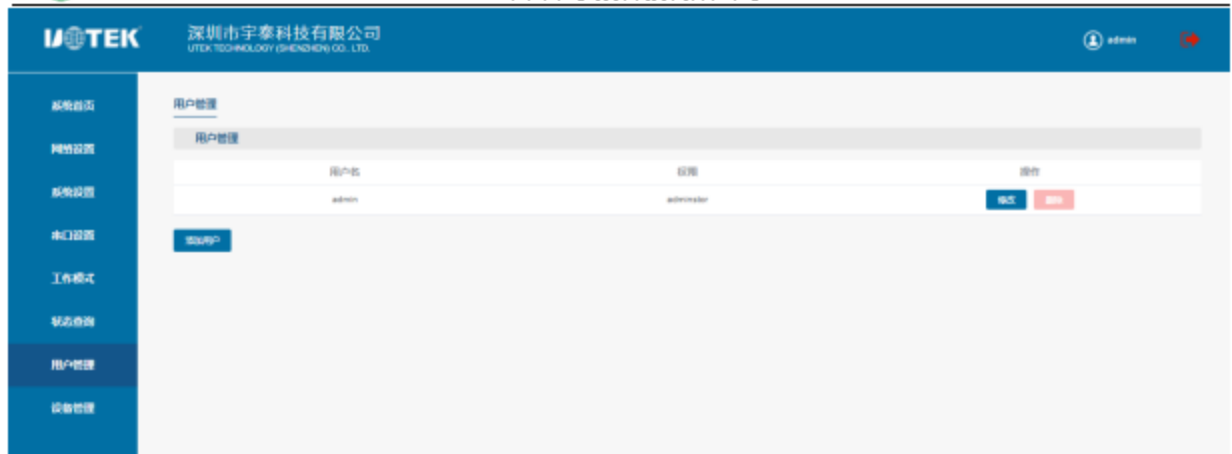 UOTEK
深圳市宇泰科技有限公司
UTEK TECHNOLOGY (SHENZHEN) CO., LTD.
admin
系统首页
网络设置
系统设置
串口设置
工作模式
状态查询
用户管理
设备管理
用户管理
用户管理
用户名 权限 操作
admin 修改 删除
添加用户